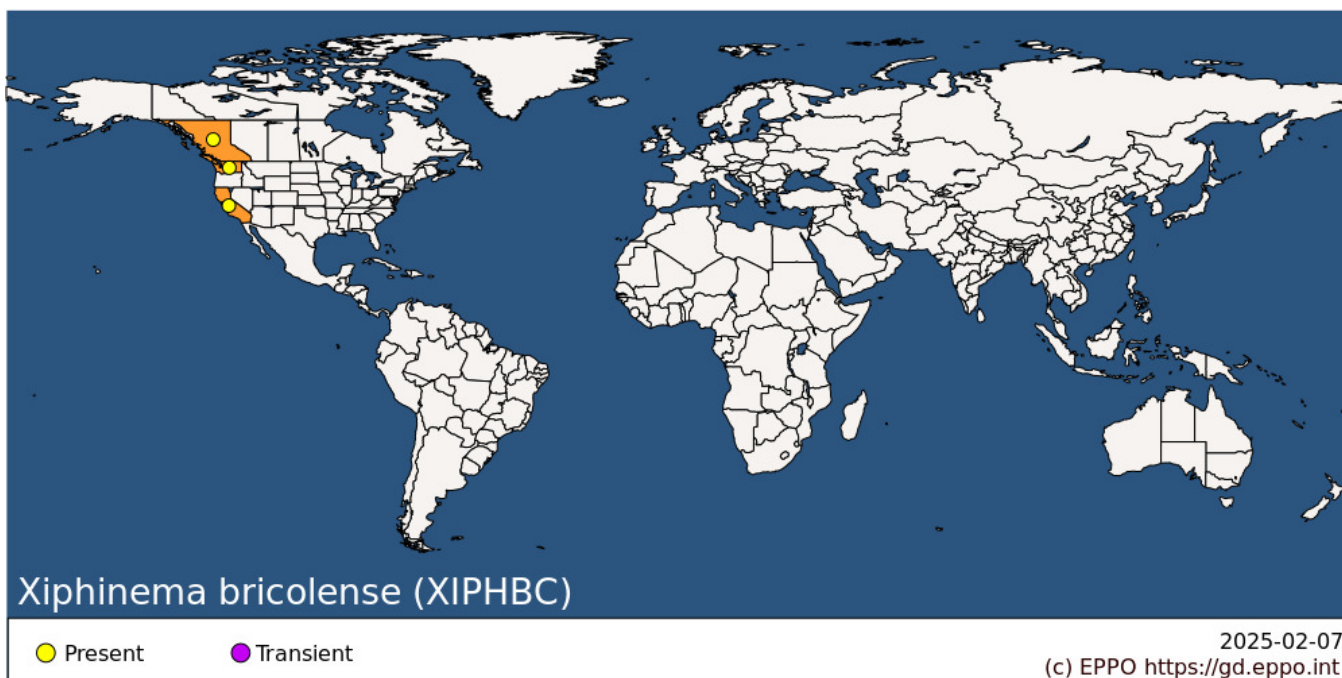 Xiphinema bricolense (XIPHBC)
Present
Transient
2025-02-07
(c) EPPO https://gd.eppo.int